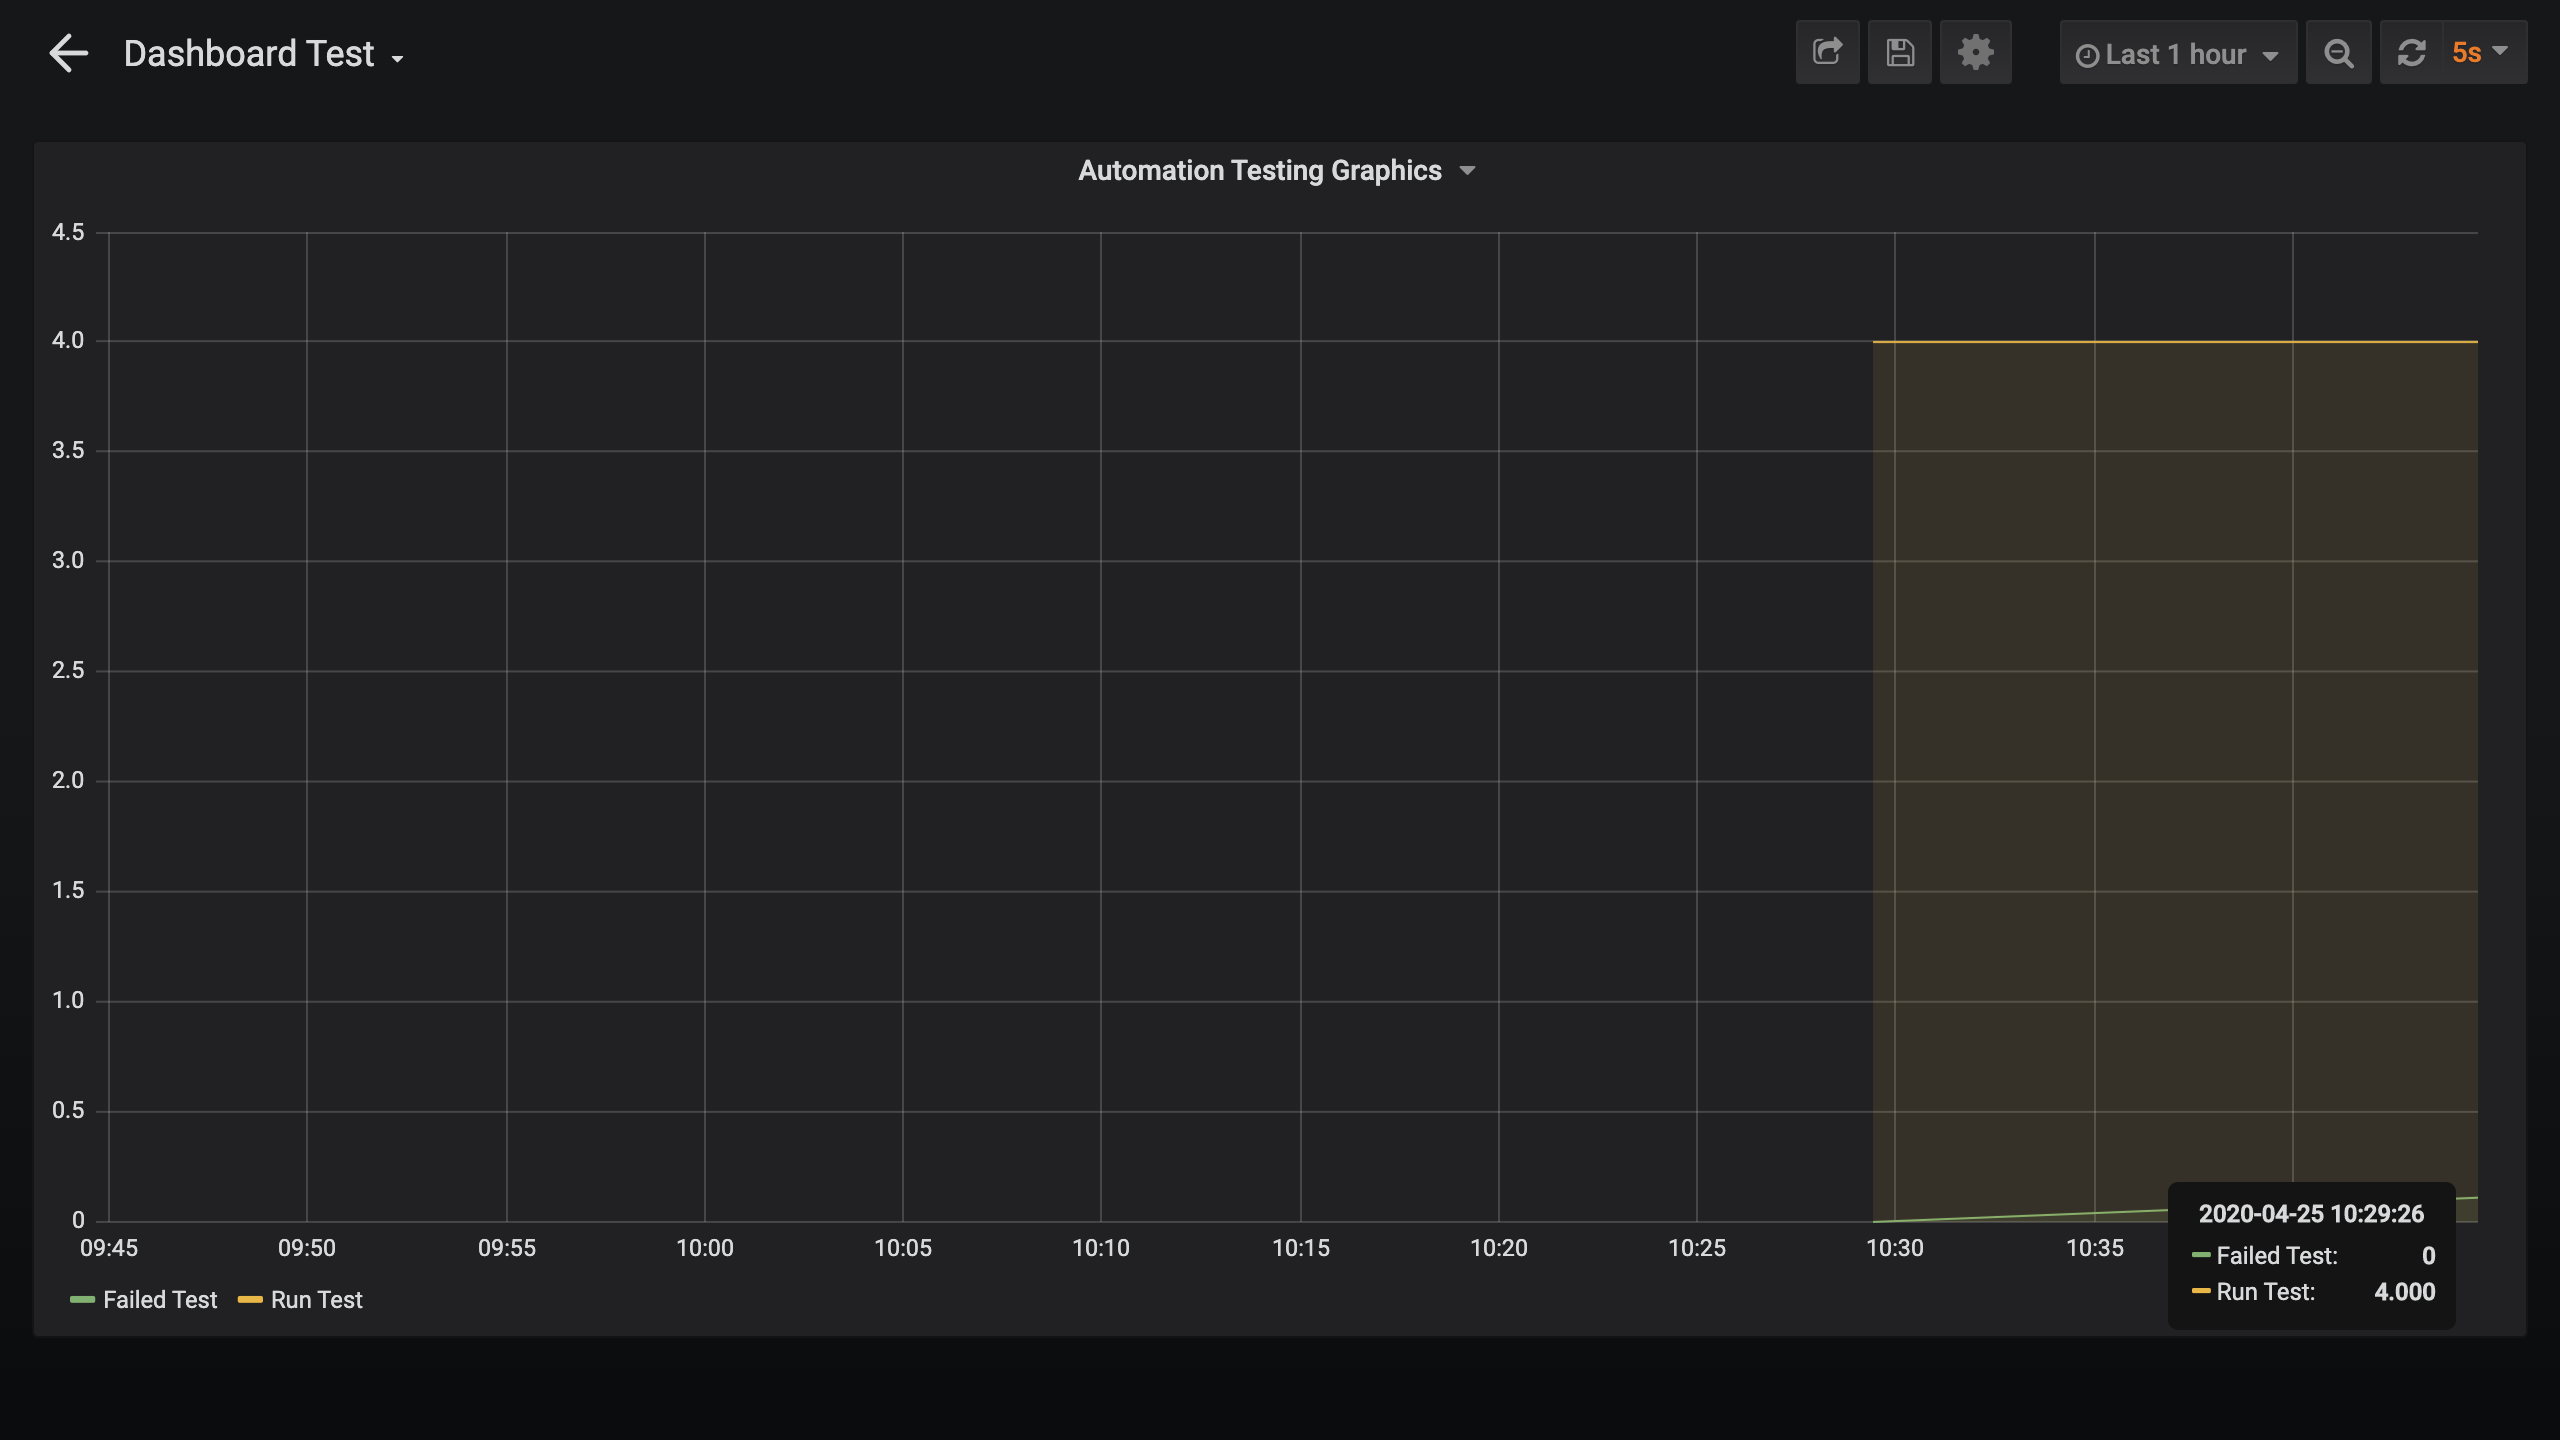 Dashboard Test
Last 1 hour
5s
Automation Testing Graphics
4.5
4.0
3.5
3.0
2.5
2.0
1.5
1.0
0.5
0
09:45 09:50 09:55 10:00 10:05 10:10 10:15 10:20 10:25 10:30 10:35
Failed Test Run Test
2020-04-25 10:29:26
Failed Test: 0
Run Test: 4.000